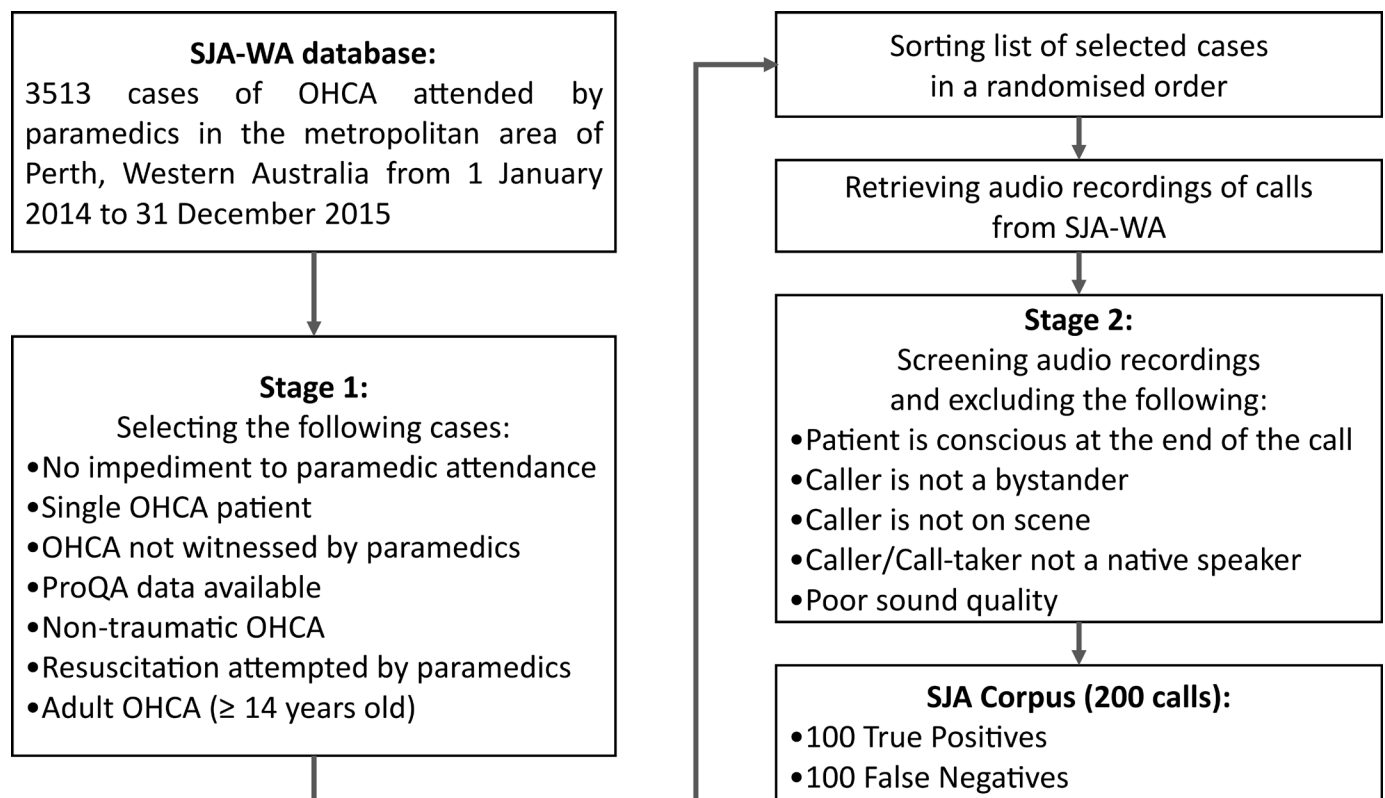 SJA-WA database:
3513 cases of OHCA attended by
paramedics in the metropolitan area of
Perth, Western Australia from 1 January
2014 to 31 December 2015
Stage 1:
Selecting the following cases:
•No impediment to paramedic attendance
•Single OHCA patient
•OHCA not witnessed by paramedics
•ProQA data available
•Non-traumatic OHCA
•Resuscitation attempted by paramedics
•Adult OHCA (≥ 14 years old)
Sorting list of selected cases
in a randomised order
Retrieving audio recordings of calls
from SJA-WA
Stage 2:
Screening audio recordings
and excluding the following:
•Patient is conscious at the end of the call
•Caller is not a bystander
•Caller is not on scene
•Caller/Call-taker not a native speaker
•Poor sound quality
SJA Corpus (200 calls):
•100 True Positives
•100 False Negatives